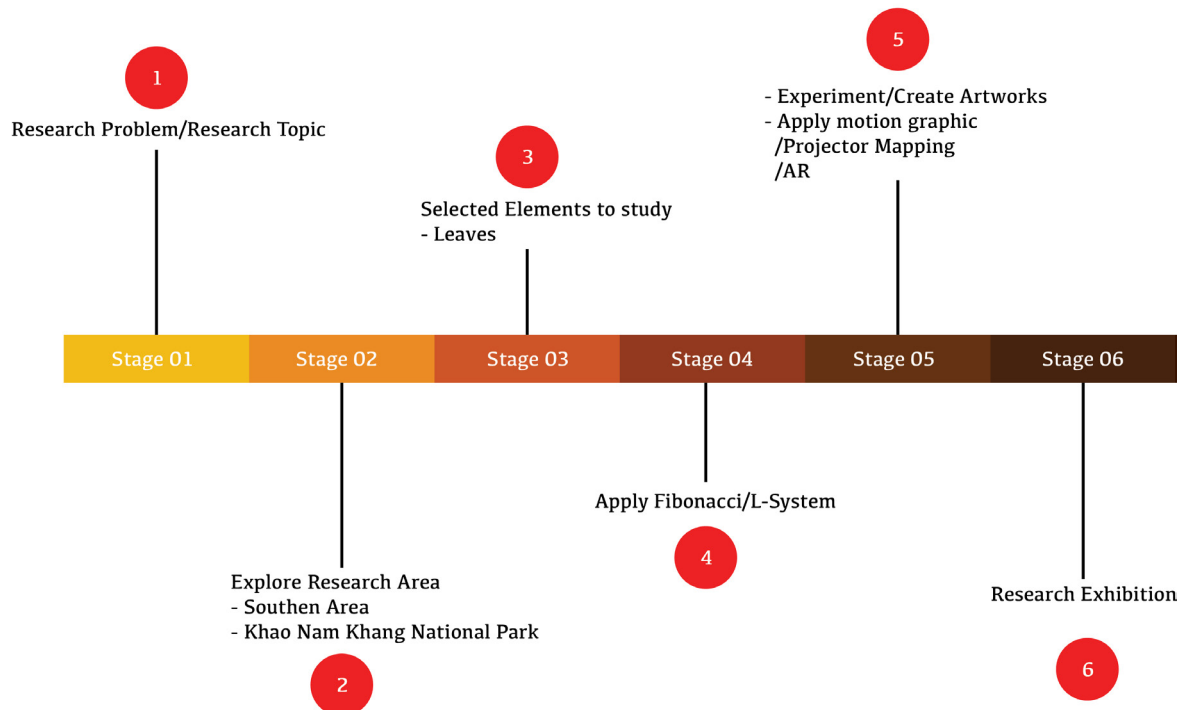 1
Research Problem/Research Topic
3
Selected Elements to study
- Leaves
5
- Experiment/Create Artworks
- Apply motion graphic
/Projector Mapping
/AR
Stage 01
Stage 02
Stage 03
Stage 04
Stage 05
Stage 06
Explore Research Area
- Southen Area
- Khao Nam Khang National Park
2
Apply Fibonacci/L-System
4
Research Exhibition
6